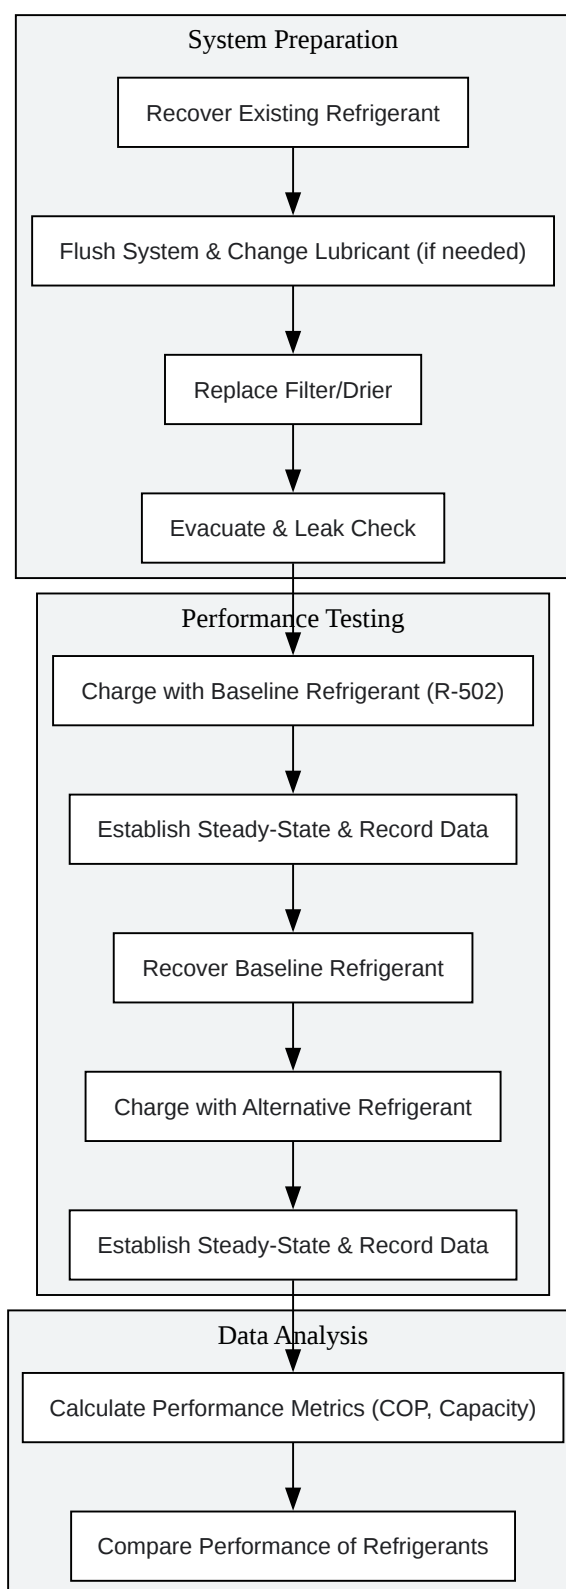 System Preparation
Recover Existing Refrigerant
Flush System & Change Lubricant (if needed)
Replace Filter/Drier
Evacuate & Leak Check
Performance Testing
Charge with Baseline Refrigerant (R-502)
Establish Steady-State & Record Data
Recover Baseline Refrigerant
Charge with Alternative Refrigerant
Establish Steady-State & Record Data
Data Analysis
Calculate Performance Metrics (COP, Capacity)
Compare Performance of Refrigerants